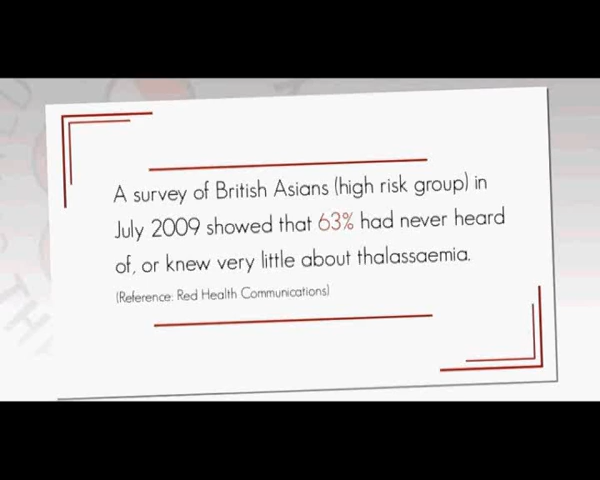 A survey of British Asians (high risk group) in
July 2009 showed that 63% had never heard
of, or knew very little about thalassaemia.
(Reference: Red Health Communications)